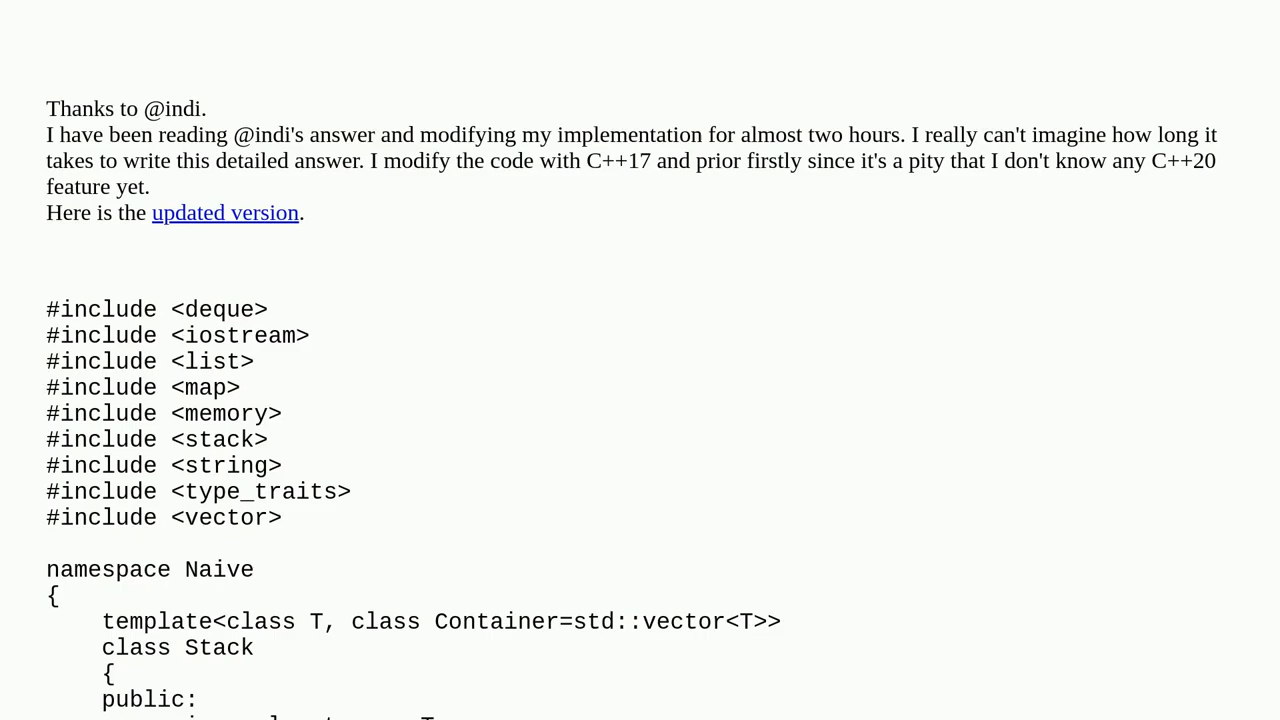 Thanks to @indi.
I have been reading @indi's answer and modifying my implementation for almost two hours. I really can't imagine how long it
takes to write this detailed answer. I modify the code with C++17 and prior firstly since it's a pity that I don't know any C++20
feature yet.
Here is the updated version.
#include <deque>
#include <iostream>
#include <list>
#include <map>
#include <memory>
#include <stack>
#include <string>
#include <type_traits>
#include <vector>
namespace Naive
{
    template<class T, class Container=std::vector<T>>
    class Stack
    {
    public: